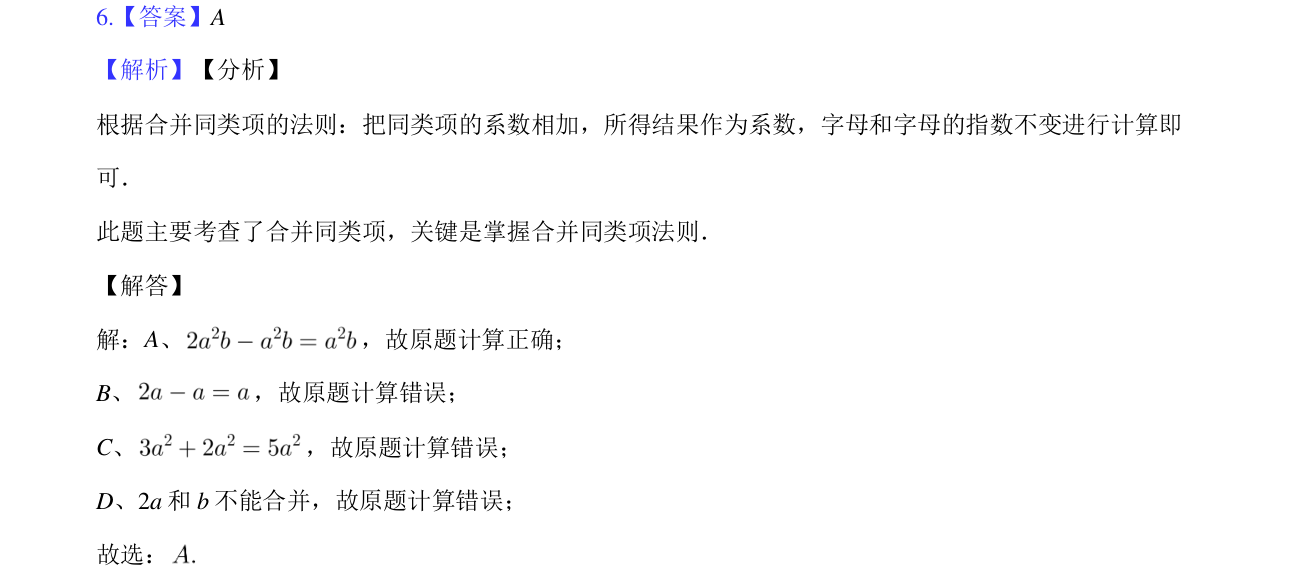 6.【答案】A
【解析】【分析】
根据合并同类项的法则：把同类项的系数相加，所得结果作为系数，字母和字母的指数不变进行计算即
可．
此题主要考查了合并同类项，关键是掌握合并同类项法则．
【解答】
解：A、2a²b − a²b = a²b，故原题计算正确；
B、2a − a = a，故原题计算错误；
C、3a² + 2a² = 5a²，故原题计算错误；
D、2a 和 b 不能合并，故原题计算错误；
故选：A.